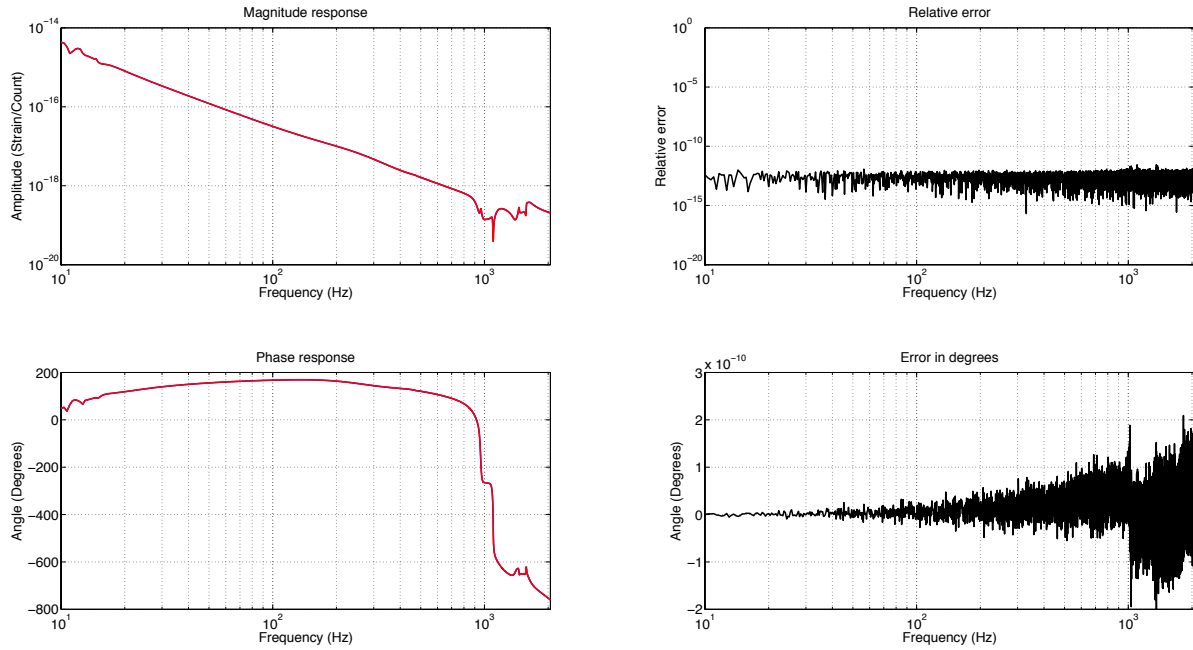 Magnitude response
10^−14
10^−16
10^−18
10^−20
Amplitude (Strain/Count)
10^1
10^2
10^3
Frequency (Hz)
Relative error
10^0
10^−5
10^−10
10^−15
10^−20
Relative error
10^1
10^2
10^3
Frequency (Hz)
Phase response
200
0
−200
−400
−600
−800
Angle (Degrees)
10^1
10^2
10^3
Frequency (Hz)
Error in degrees
x 10^−10
3
2
1
0
−1
−2
Angle (Degrees)
10^1
10^2
10^3
Frequency (Hz)